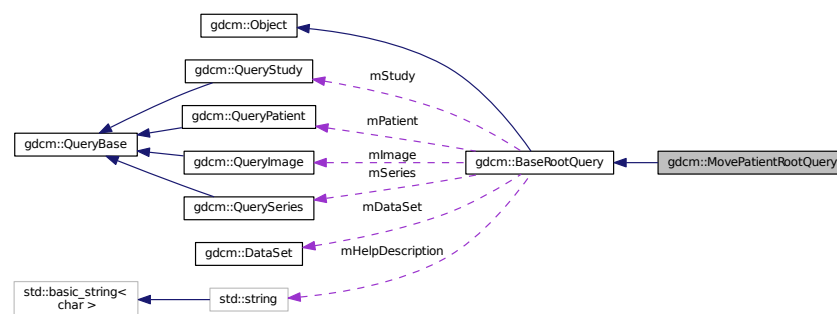 gdcm::Object
gdcm::QueryStudy
mStudy
gdcm::QueryPatient
mPatient
gdcm::QueryBase
gdcm::QueryImage
mImage
gdcm::BaseRootQuery
gdcm::MovePatientRootQuery
mSeries
gdcm::QuerySeries
mDataSet
gdcm::DataSet
mHelpDescription
std::basic_string<
char >
std::string